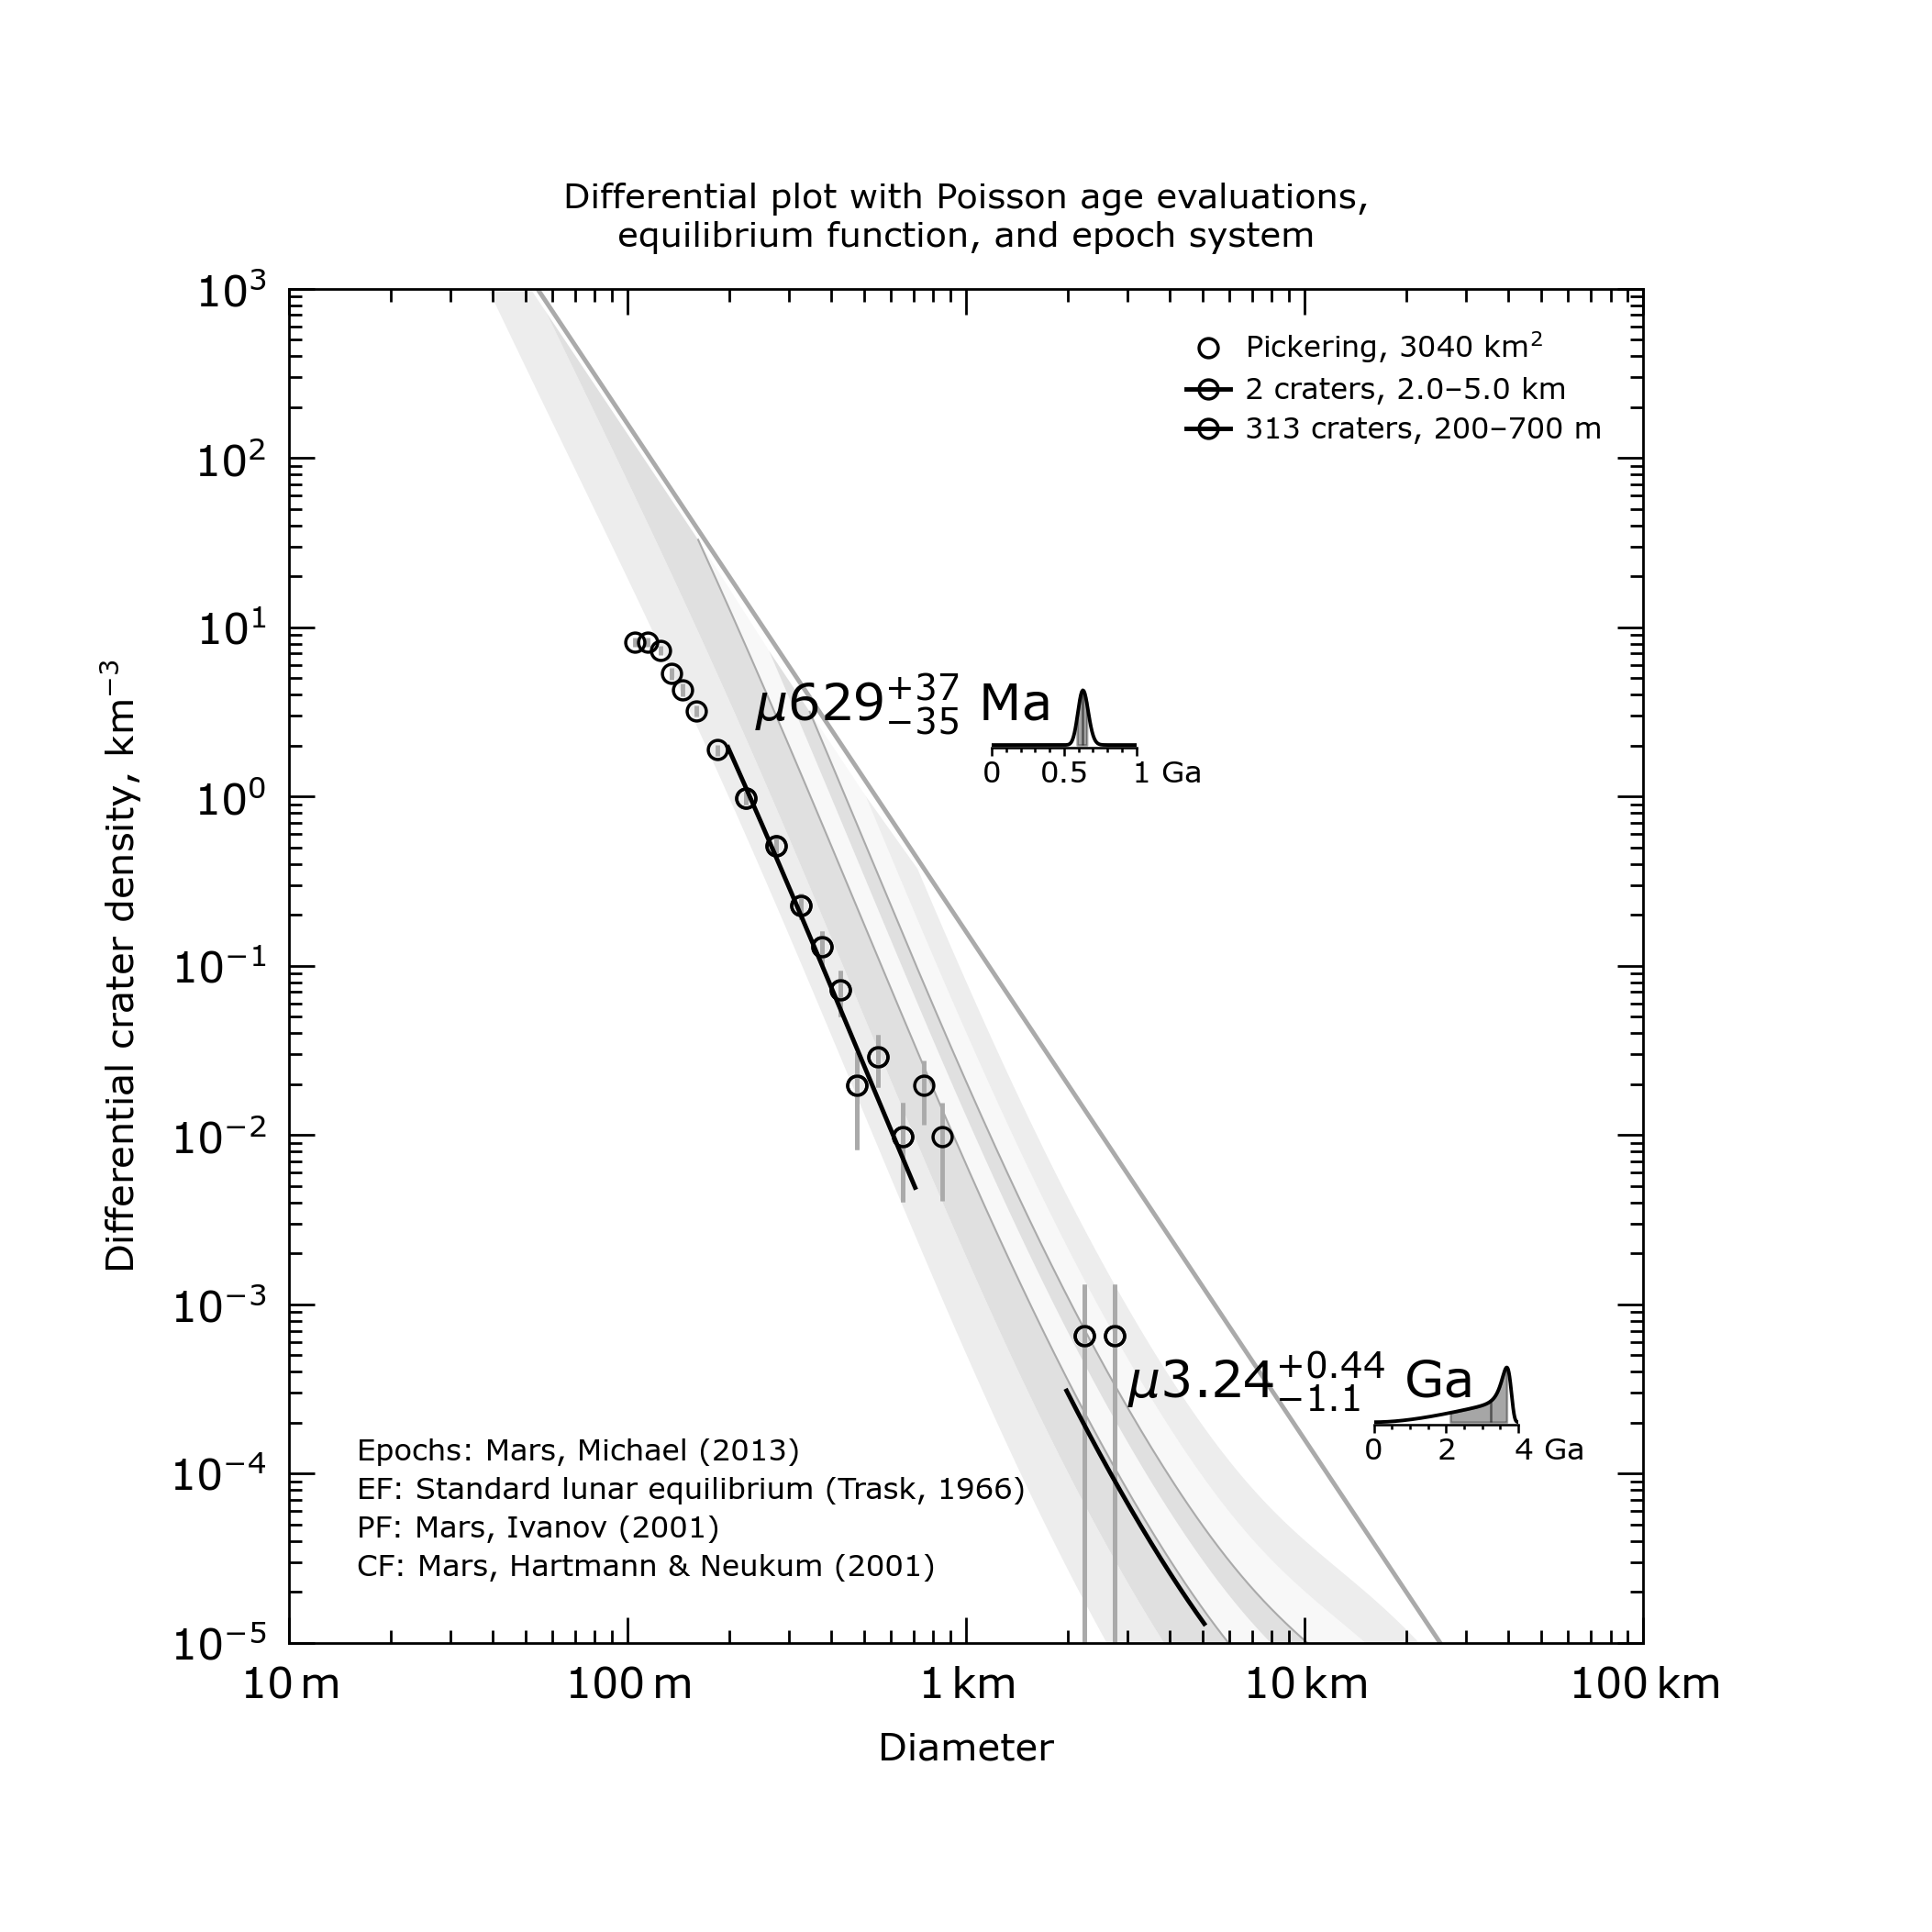 Differential plot with Poisson age evaluations,
equilibrium function, and epoch system
10³
10²
10¹
10⁰
10⁻¹
10⁻²
10⁻³
10⁻⁴
10⁻⁵
Differential crater density, km⁻³
Pickering, 3040 km²
2 craters, 2.0–5.0 km
313 craters, 200–700 m
μ629 +37 −35 Ma
0 0.5 1 Ga
μ3.24 +0.44 −1.1 Ga
0 2 4 Ga
Epochs: Mars, Michael (2013)
EF: Standard lunar equilibrium (Trask, 1966)
PF: Mars, Ivanov (2001)
CF: Mars, Hartmann & Neukum (2001)
10 m 100 m 1 km 10 km 100 km
Diameter